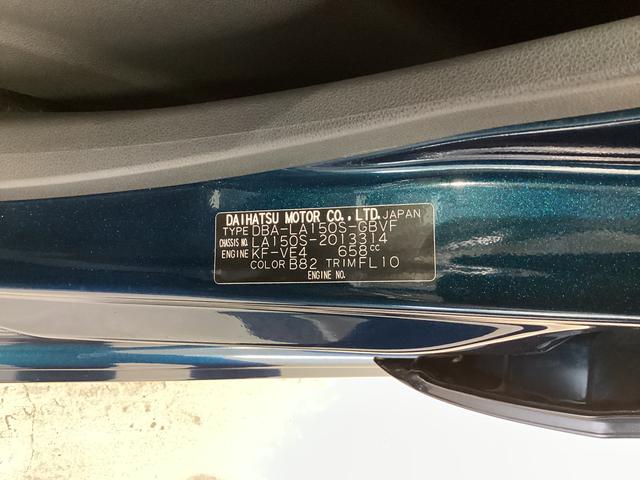 DAIHATSU MOTOR CO.,LTD. JAPAN
TYPE DBA-LA150S-GBVF
CHASSIS NO. LA150S-2013314
ENGINE KF-VE4 658cc
COLOR B82 TRIM FL10
ENGINE NO.